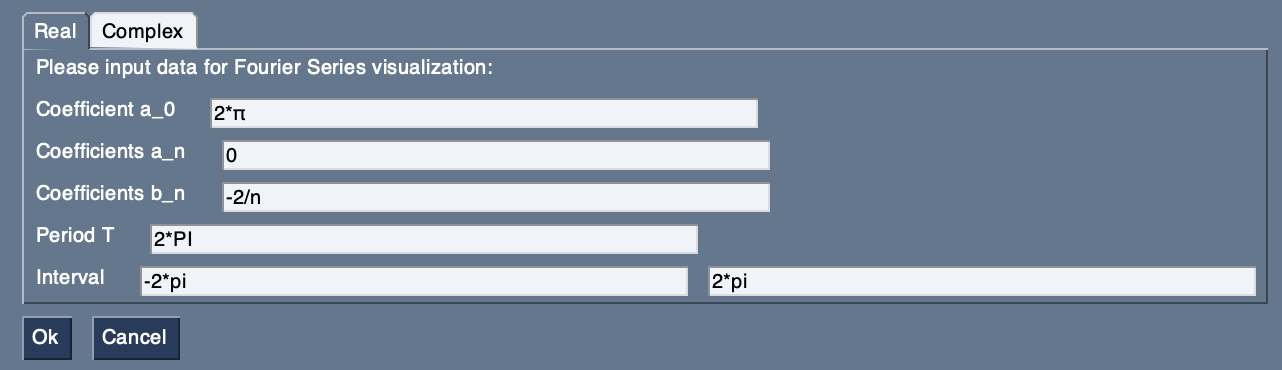 Real Complex
Please input data for Fourier Series visualization:
Coefficient a_0 2*π
Coefficients a_n 0
Coefficients b_n -2/n
Period T 2*PI
Interval -2*pi 2*pi
Ok Cancel